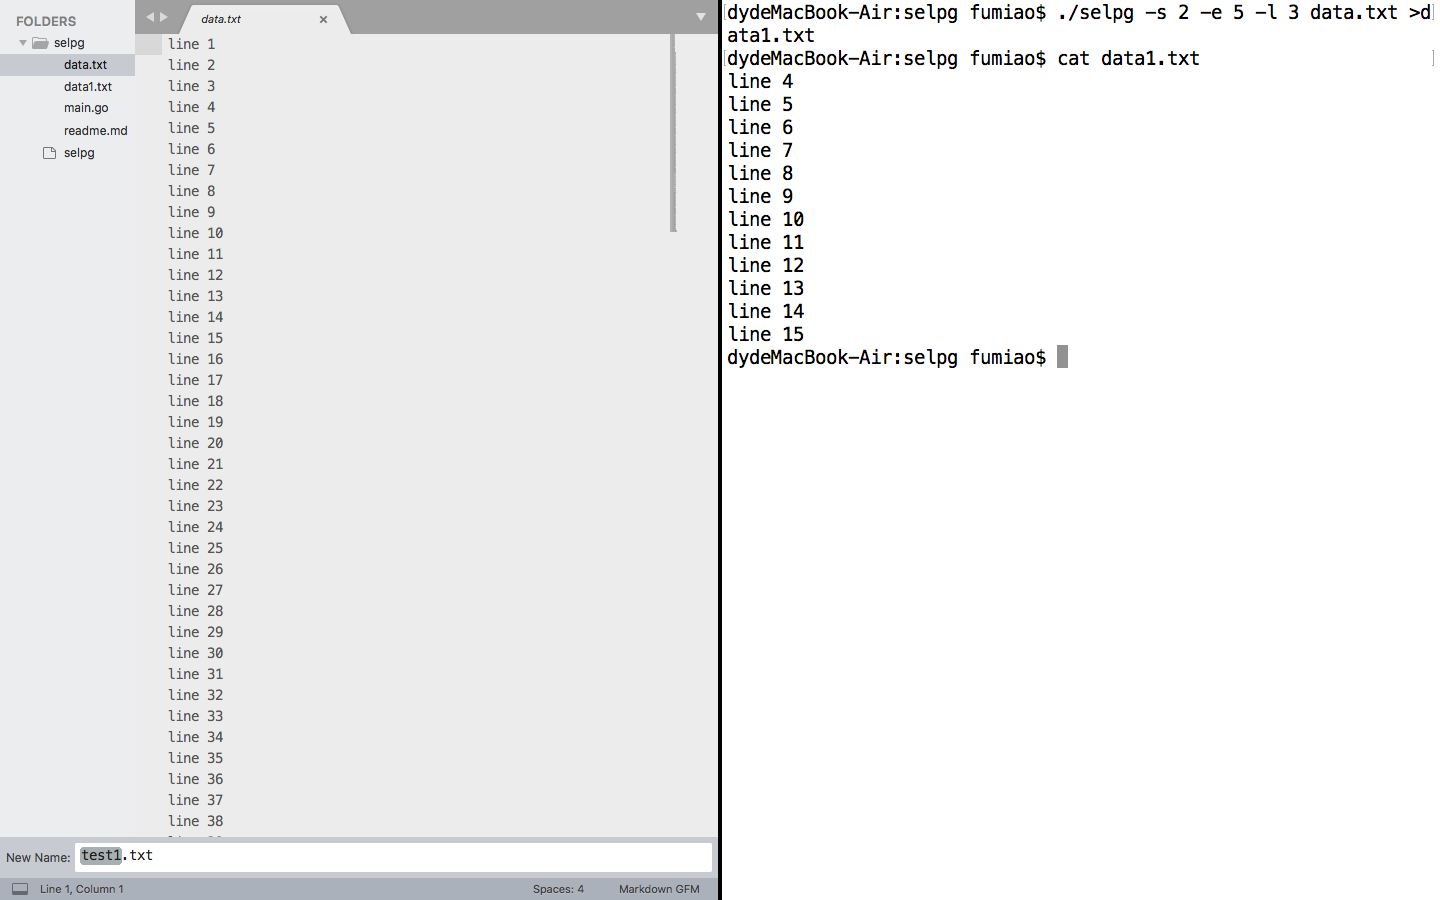 FOLDERS
selpg
data.txt
data1.txt
main.go
readme.md
selpg
data.txt
line 1
line 2
line 3
line 4
line 5
line 6
line 7
line 8
line 9
line 10
line 11
line 12
line 13
line 14
line 15
line 16
line 17
line 18
line 19
line 20
line 21
line 22
line 23
line 24
line 25
line 26
line 27
line 28
line 29
line 30
line 31
line 32
line 33
line 34
line 35
line 36
line 37
line 38
New Name: test1.txt
Line 1, Column 1
Spaces: 4
Markdown GFM
dydeMacBook-Air:selpg fumiao$ ./selpg -s 2 -e 5 -l 3 data.txt >d
ata1.txt
dydeMacBook-Air:selpg fumiao$ cat data1.txt
line 4
line 5
line 6
line 7
line 8
line 9
line 10
line 11
line 12
line 13
line 14
line 15
dydeMacBook-Air:selpg fumiao$